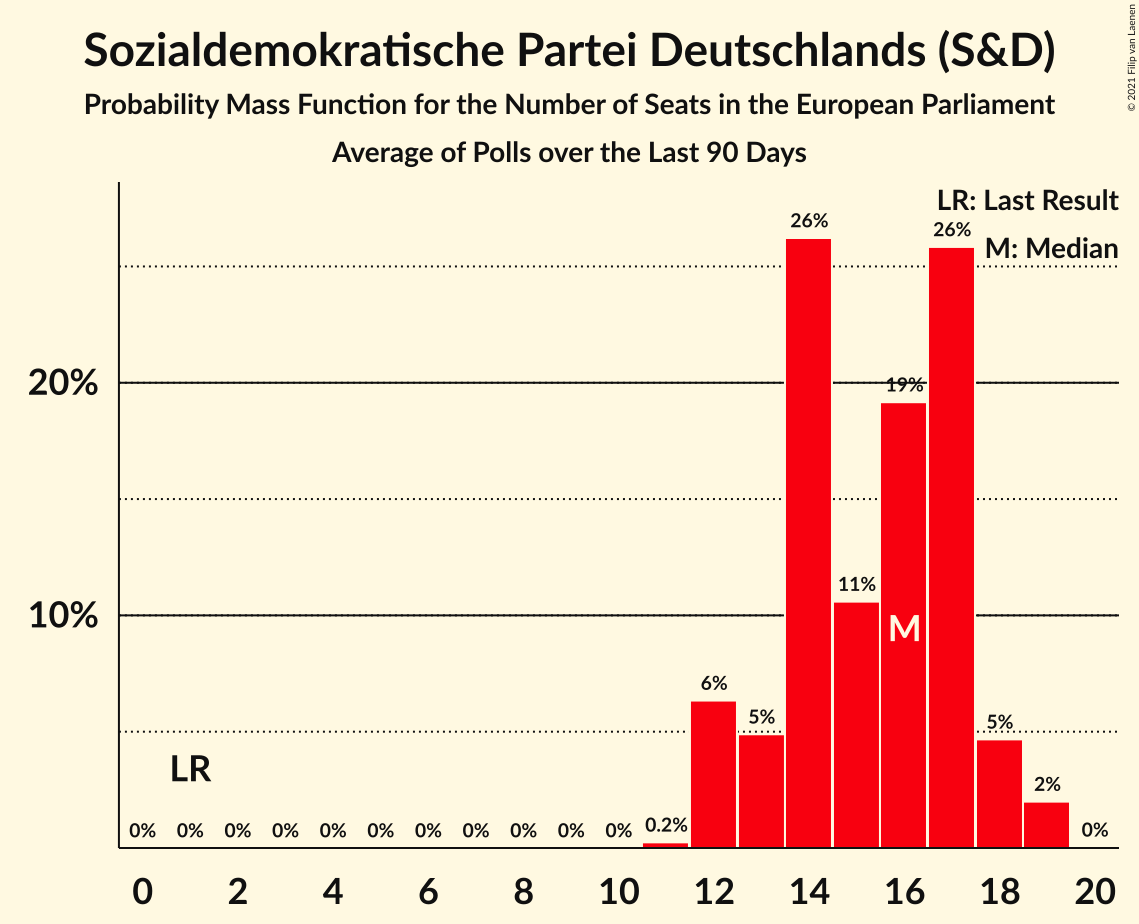 Sozialdemokratische Partei Deutschlands (S&D)
Probability Mass Function for the Number of Seats in the European Parliament
Average of Polls over the Last 90 Days
© 2021 Filip van Laenen
LR: Last Result
M: Median
26%
26%
20%
19%
11%
10%
M
6%
5%
5%
LR
2%
0% 0% 0% 0% 0% 0% 0% 0% 0% 0% 0% 0.2% 0%
0 2 4 6 8 10 12 14 16 18 20